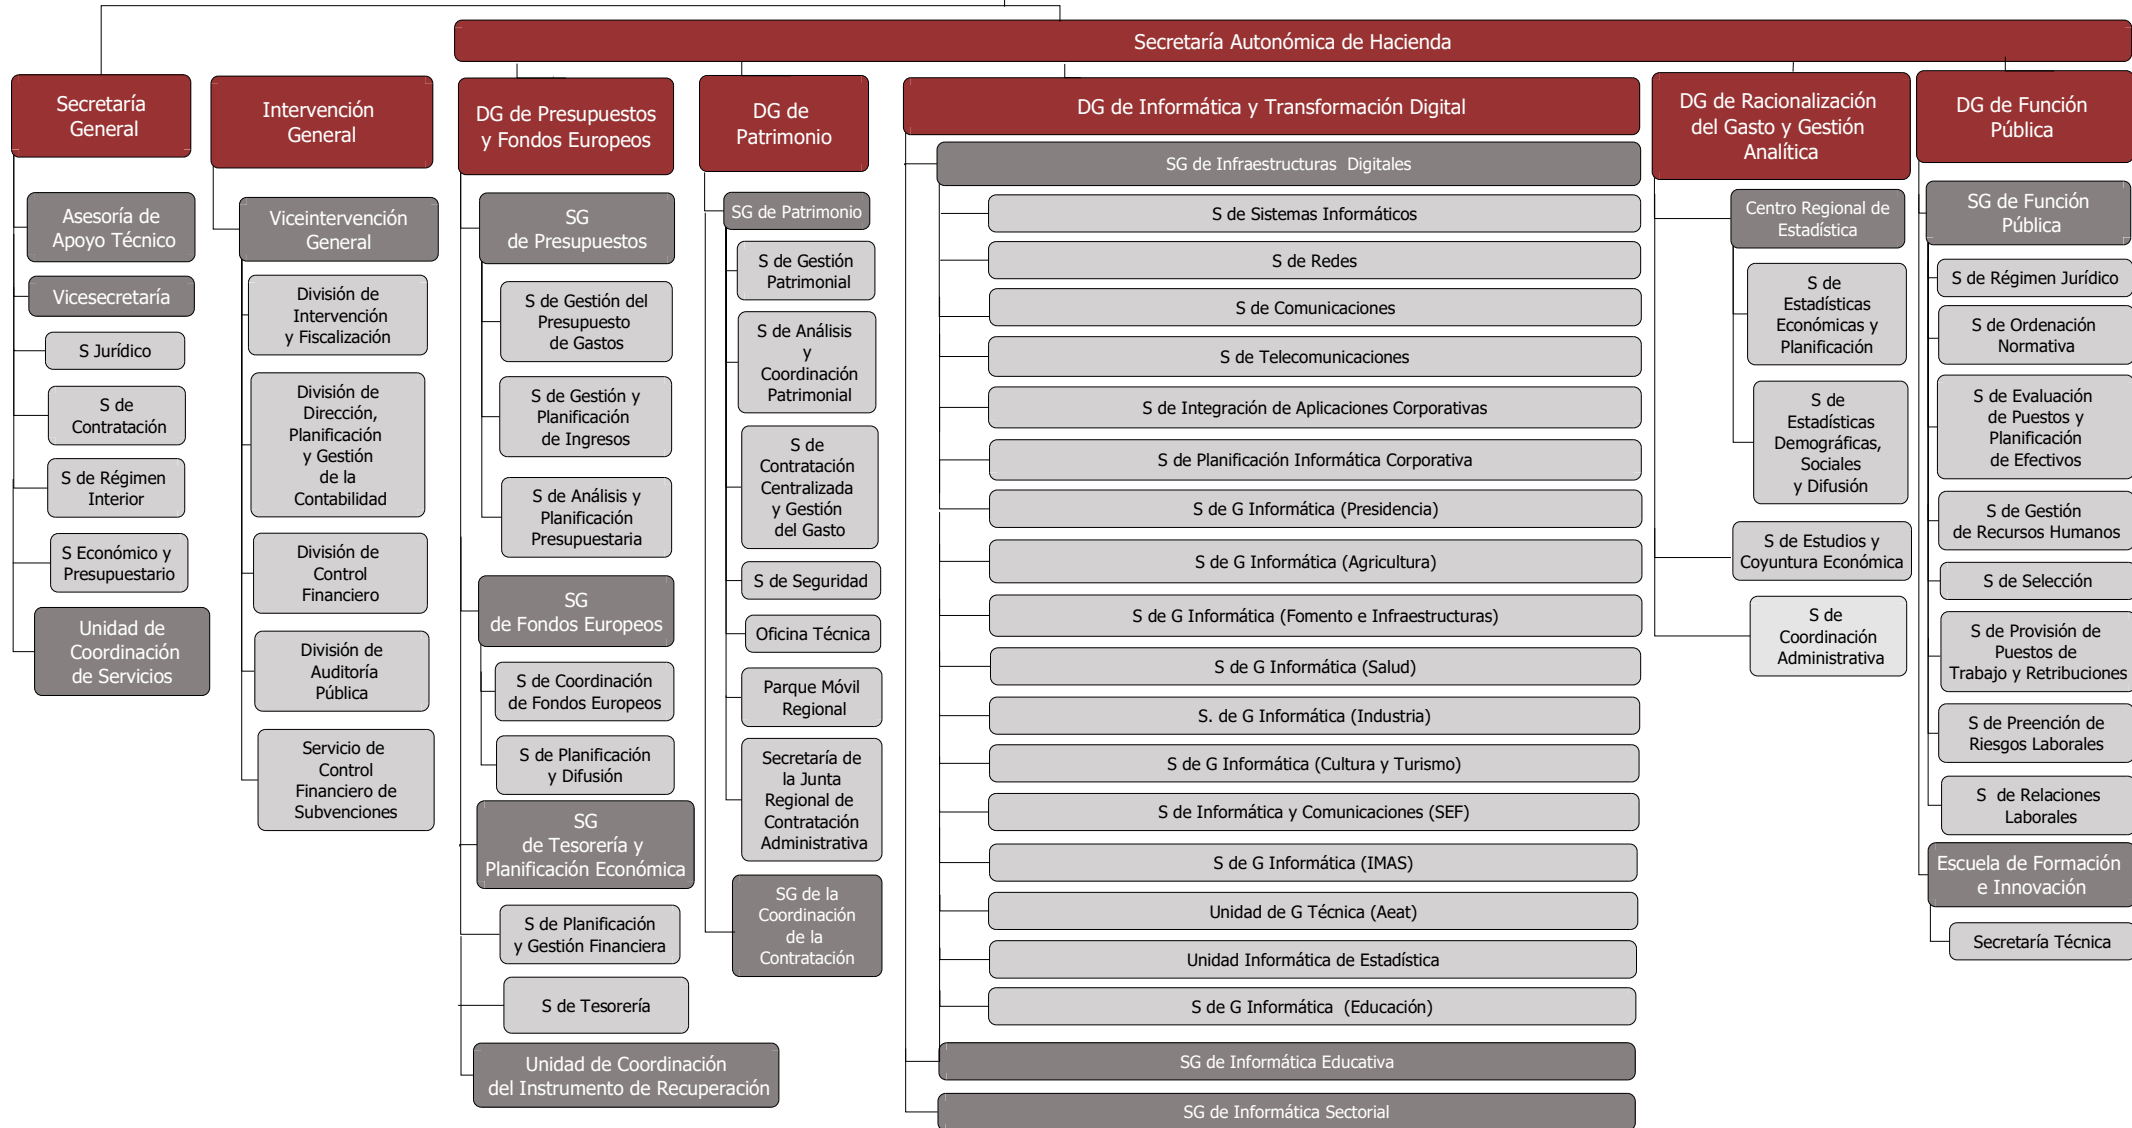 Secretaría Autónomica de Hacienda
Secretaría
General
Asesoría de
Apoyo Técnico
Vicesecretaría
S Jurídico
S de
Contratación
S de Régimen
Interior
S Económico y
Presupuestario
Unidad de
Coordinación
de Servicios
Intervención
General
Viceintervención
General
División de
Intervención
y Fiscalización
División de
Dirección,
Planificación
y Gestión
de la
Contabilidad
División de
Control
Financiero
División de
Auditoría
Pública
Servicio de
Control
Financiero de
Subvenciones
DG de Presupuestos
y Fondos Europeos
SG
de Presupuestos
S de Gestión del
Presupuesto
de Gastos
S de Gestión y
Planificación
de Ingresos
S de Análisis y
Planificación
Presupuestaria
SG
de Fondos Europeos
S de Coordinación
de Fondos Europeos
S de Planificación
y Difusión
SG
de Tesorería y
Planificación Económica
S de Planificación
y Gestión Financiera
S de Tesorería
Unidad de Coordinación
del Instrumento de Recuperación
DG de
Patrimonio
SG de Patrimonio
S de Gestión
Patrimonial
S de Análisis
y
Coordinación
Patrimonial
S de
Contratación
Centralizada
y Gestión
del Gasto
S de Seguridad
Oficina Técnica
Parque Móvil
Regional
Secretaría de
la Junta
Regional de
Contratación
Administrativa
SG de la
Coordinación
de la
Contratación
DG de Informática y Transformación Digital
SG de Infraestructuras Digitales
S de Sistemas Informáticos
S de Redes
S de Comunicaciones
S de Telecomunicaciones
S de Integración de Aplicaciones Corporativas
S de Planificación Informática Corporativa
S de G Informática (Presidencia)
S de G Informática (Agricultura)
S de G Informática (Fomento e Infraestructuras)
S de G Informática (Salud)
S. de G Informática (Industria)
S de G Informática (Cultura y Turismo)
S de Informática y Comunicaciones (SEF)
S de G Informática (IMAS)
Unidad de G Técnica (Aeat)
Unidad Informática de Estadística
S de G Informática (Educación)
SG de Informática Educativa
SG de Informática Sectorial
DG de Racionalización
del Gasto y Gestión
Analítica
Centro Regional de
Estadística
S de
Estadísticas
Económicas y
Planificación
S de
Estadísticas
Demográficas,
Sociales
y Difusión
S de Estudios y
Coyuntura Económica
S de
Coordinación
Administrativa
DG de Función
Pública
SG de Función
Pública
S de Régimen Jurídico
S de Ordenación
Normativa
S de Evaluación
de Puestos y
Planificación
de Efectivos
S de Gestión
de Recursos Humanos
S de Selección
S de Provisión de
Puestos de
Trabajo y Retribuciones
S de Preención de
Riesgos Laborales
S de Relaciones
Laborales
Escuela de Formación
e Innovación
Secretaría Técnica